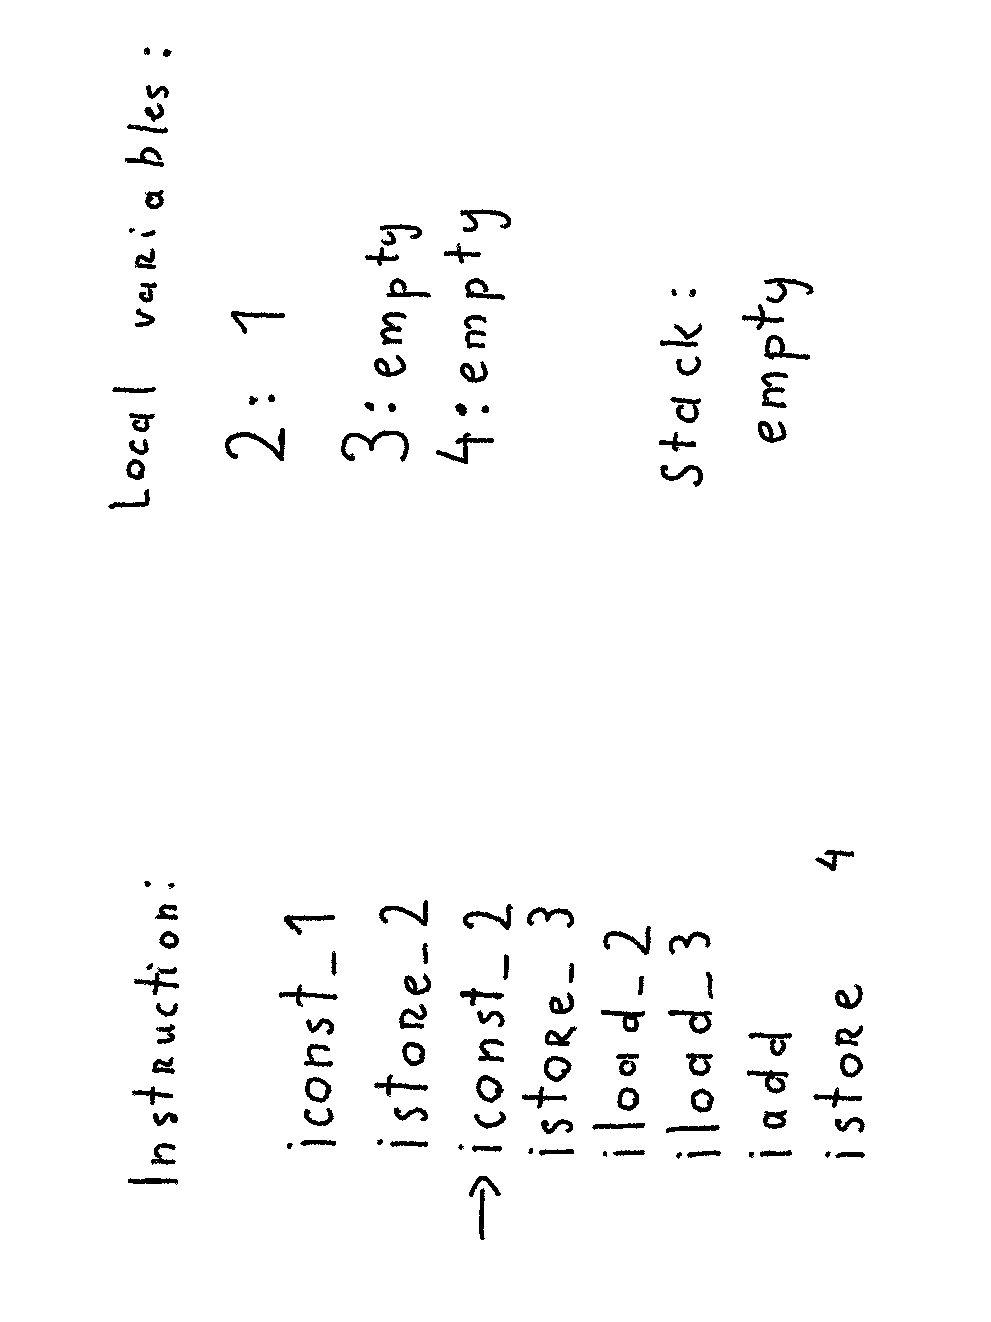 Instruction:
iconst_1
istore_2
→iconst_2
istore_3
iload_2
iload_3
iadd
istore 4
Local variables:
2: 1
3: empty
4: empty
Stack:
empty